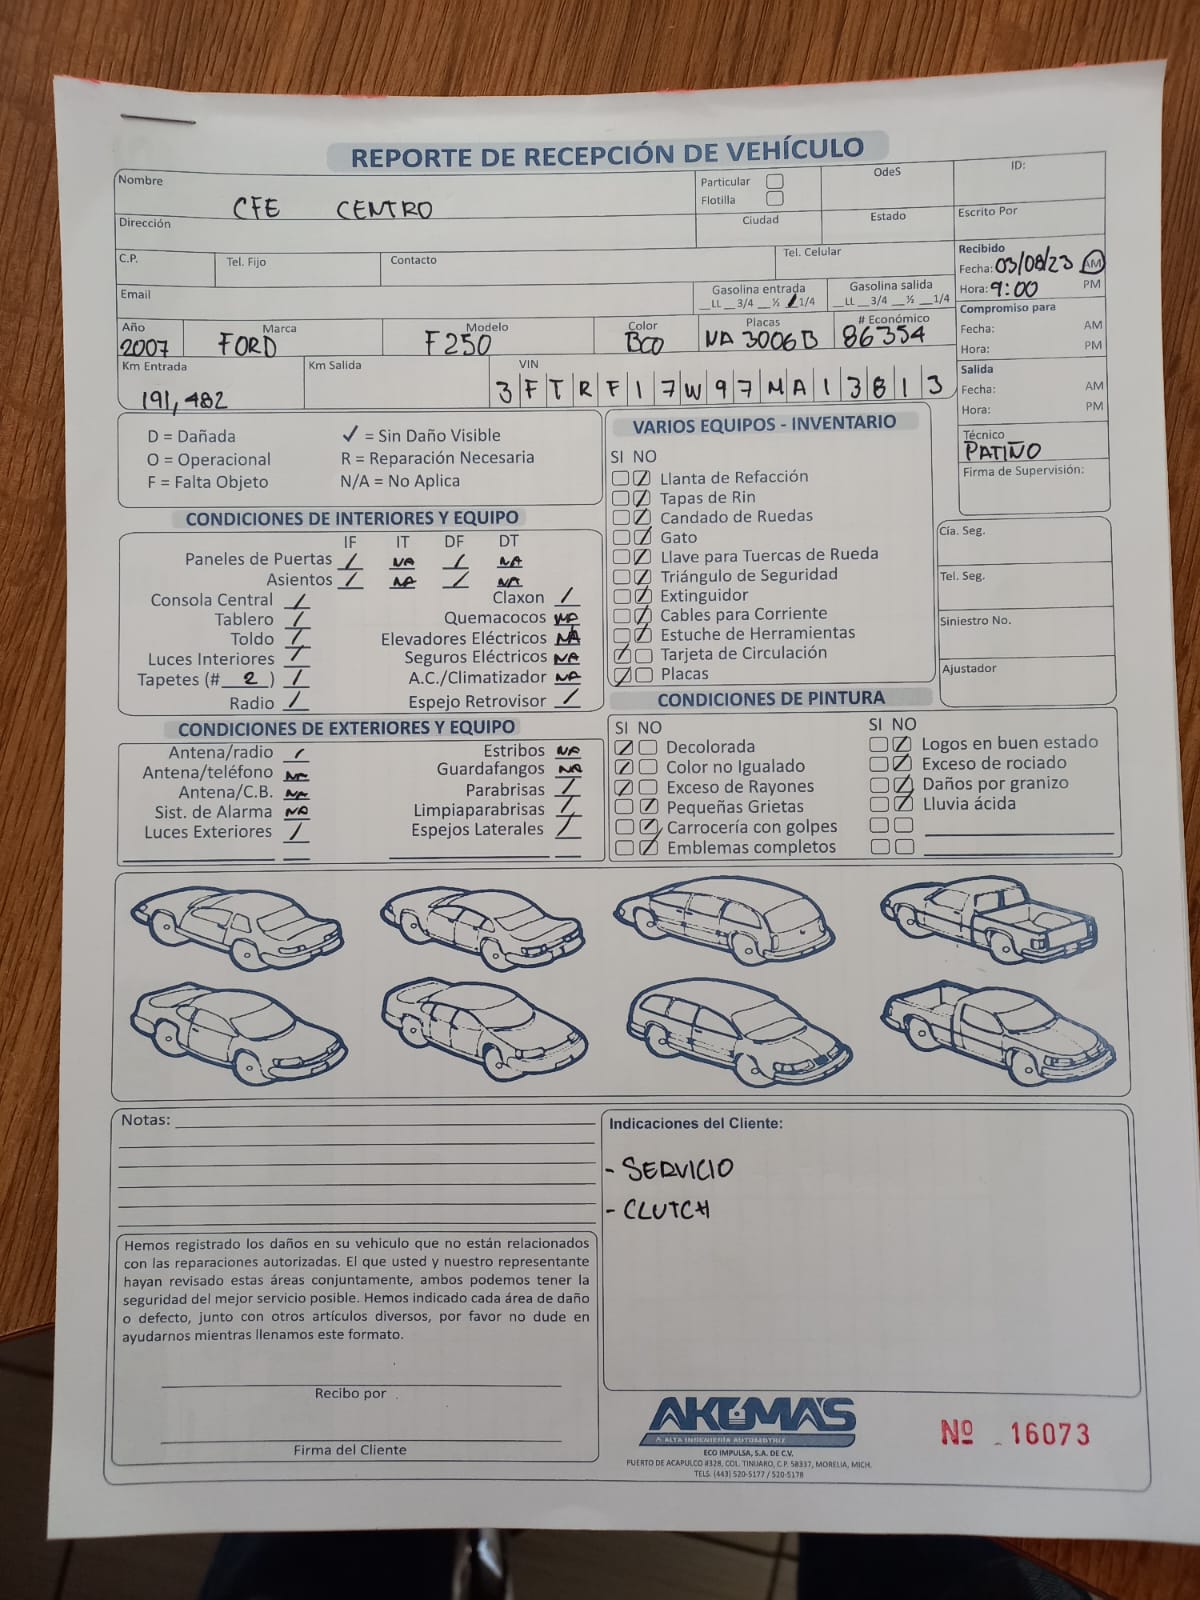 REPORTE DE RECEPCIÓN DE VEHÍCULO
Nombre CFE CENTRO
Particular
Flotilla
OdeS
ID:
Dirección
Ciudad
Estado
Escrito Por
C.P.
Tel. Fijo
Contacto
Tel. Celular
Recibido
Fecha: 03/08/23 AM
Hora: 9:00 PM
Email
Gasolina entrada
_LL __3/4 __½ ✓1/4
Gasolina salida
_LL __3/4 __½ __1/4
Compromiso para
Fecha: AM
Hora: PM
Año 2007
Marca FORD
Modelo F250
Color BCO
Placas NA 3006B
# Económico 86354
Km Entrada 191,482
Km Salida
VIN 3FTRF17W97MA13813
Salida
Fecha: AM
Hora: PM
Técnico
PATIÑO
Firma de Supervisión:
D = Dañada ✓ = Sin Daño Visible
O = Operacional R = Reparación Necesaria
F = Falta Objeto N/A = No Aplica
VARIOS EQUIPOS - INVENTARIO
SI NO
Llanta de Refacción
Tapas de Rin
Candado de Ruedas
Gato
Llave para Tuercas de Rueda
Triángulo de Seguridad
Extinguidor
Cables para Corriente
Estuche de Herramientas
Tarjeta de Circulación
Placas
Cía. Seg.
Tel. Seg.
Siniestro No.
Ajustador
CONDICIONES DE INTERIORES Y EQUIPO
IF IT DF DT
Paneles de Puertas / NA / NA
Asientos / NA / NA
Consola Central / Claxon /
Tablero / Quemacocos NA
Toldo / Elevadores Eléctricos NA
Luces Interiores / Seguros Eléctricos NA
Tapetes (# 2 ) / A.C./Climatizador NA
Radio / Espejo Retrovisor /
CONDICIONES DE EXTERIORES Y EQUIPO
Antena/radio / Estribos NA
Antena/teléfono NA Guardafangos NA
Antena/C.B. NA Parabrisas /
Sist. de Alarma NA Limpiaparabrisas /
Luces Exteriores / Espejos Laterales /
CONDICIONES DE PINTURA
SI NO SI NO
Decolorada Logos en buen estado
Color no Igualado Exceso de rociado
Exceso de Rayones Daños por granizo
Pequeñas Grietas Lluvia ácida
Carrocería con golpes
Emblemas completos
Notas:
Indicaciones del Cliente:
- SERVICIO
- CLUTCH
Hemos registrado los daños en su vehiculo que no están relacionados
con las reparaciones autorizadas. El que usted y nuestro representante
hayan revisado estas áreas conjuntamente, ambos podemos tener la
seguridad del mejor servicio posible. Hemos indicado cada área de daño
o defecto, junto con otros artículos diversos, por favor no dude en
ayudarnos mientras llenamos este formato.
Recibo por
Firma del Cliente
AKUMA'S
ALTA INGENIERÍA AUTOMOTRIZ
ECO IMPULSA, S.A. DE C.V.
PUERTO DE ACAPULCO #328, COL. TINIJARO, C.P. 58337, MORELIA, MICH.
TELS. (443) 520-5177 / 520-5178
Nº 16073